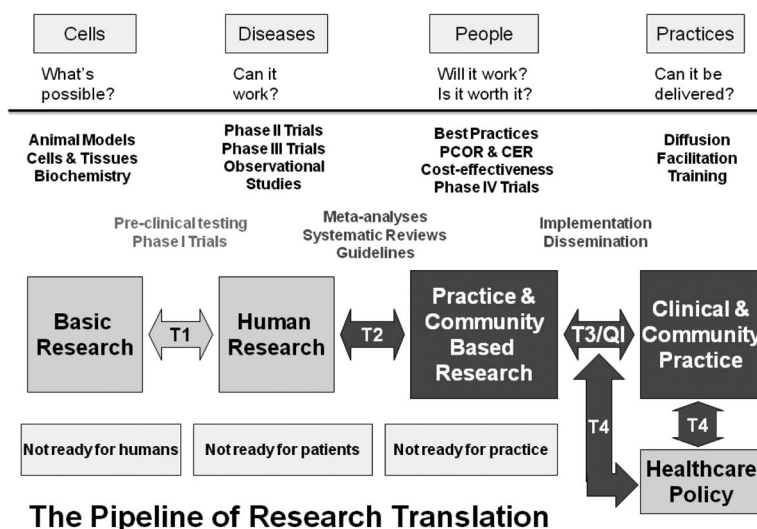 Cells
Diseases
People
Practices
What's
possible?
Can it
work?
Will it work?
Is it worth it?
Can it be
delivered?
Animal Models
Cells & Tissues
Biochemistry
Phase II Trials
Phase III Trials
Observational
Studies
Best Practices
PCOR & CER
Cost-effectiveness
Phase IV Trials
Diffusion
Facilitation
Training
Pre-clinical testing
Phase I Trials
Meta-analyses
Systematic Reviews
Guidelines
Implementation
Dissemination
Basic
Research
T1
Human
Research
T2
Practice &
Community
Based
Research
T3/QI
Clinical &
Community
Practice
T4
T4
Not ready for humans
Not ready for patients
Not ready for practice
Healthcare
Policy
The Pipeline of Research Translation